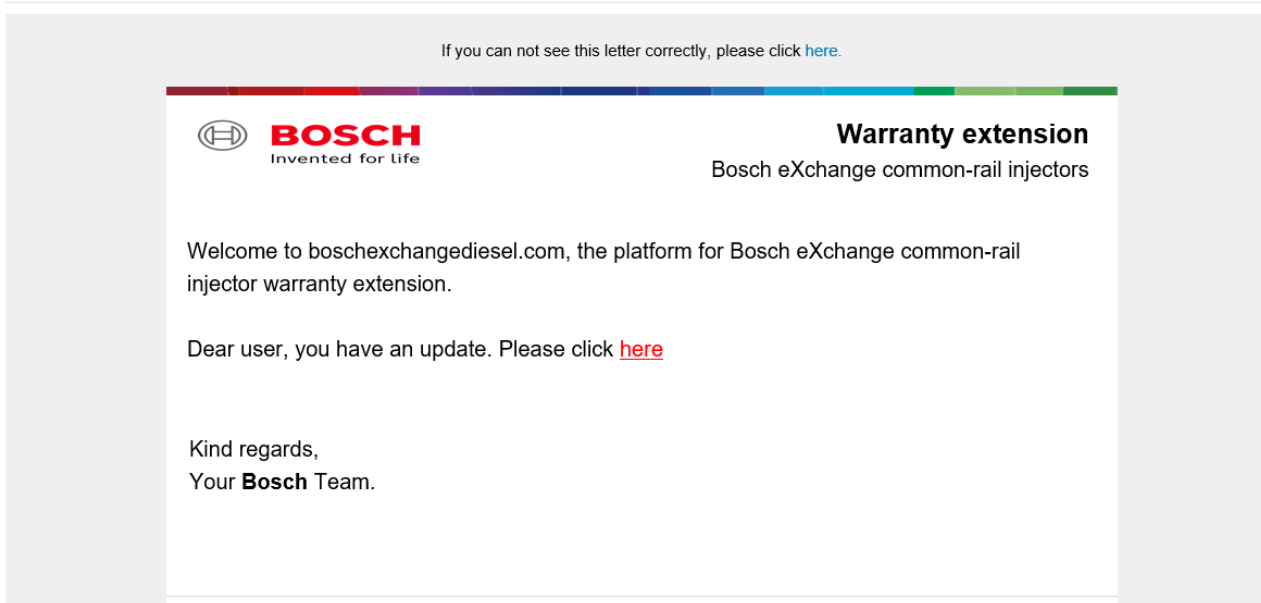 If you can not see this letter correctly, please click here.
BOSCH
Invented for life
Warranty extension
Bosch eXchange common-rail injectors
Welcome to boschexchangediesel.com, the platform for Bosch eXchange common-rail
injector warranty extension.
Dear user, you have an update. Please click here
Kind regards,
Your Bosch Team.